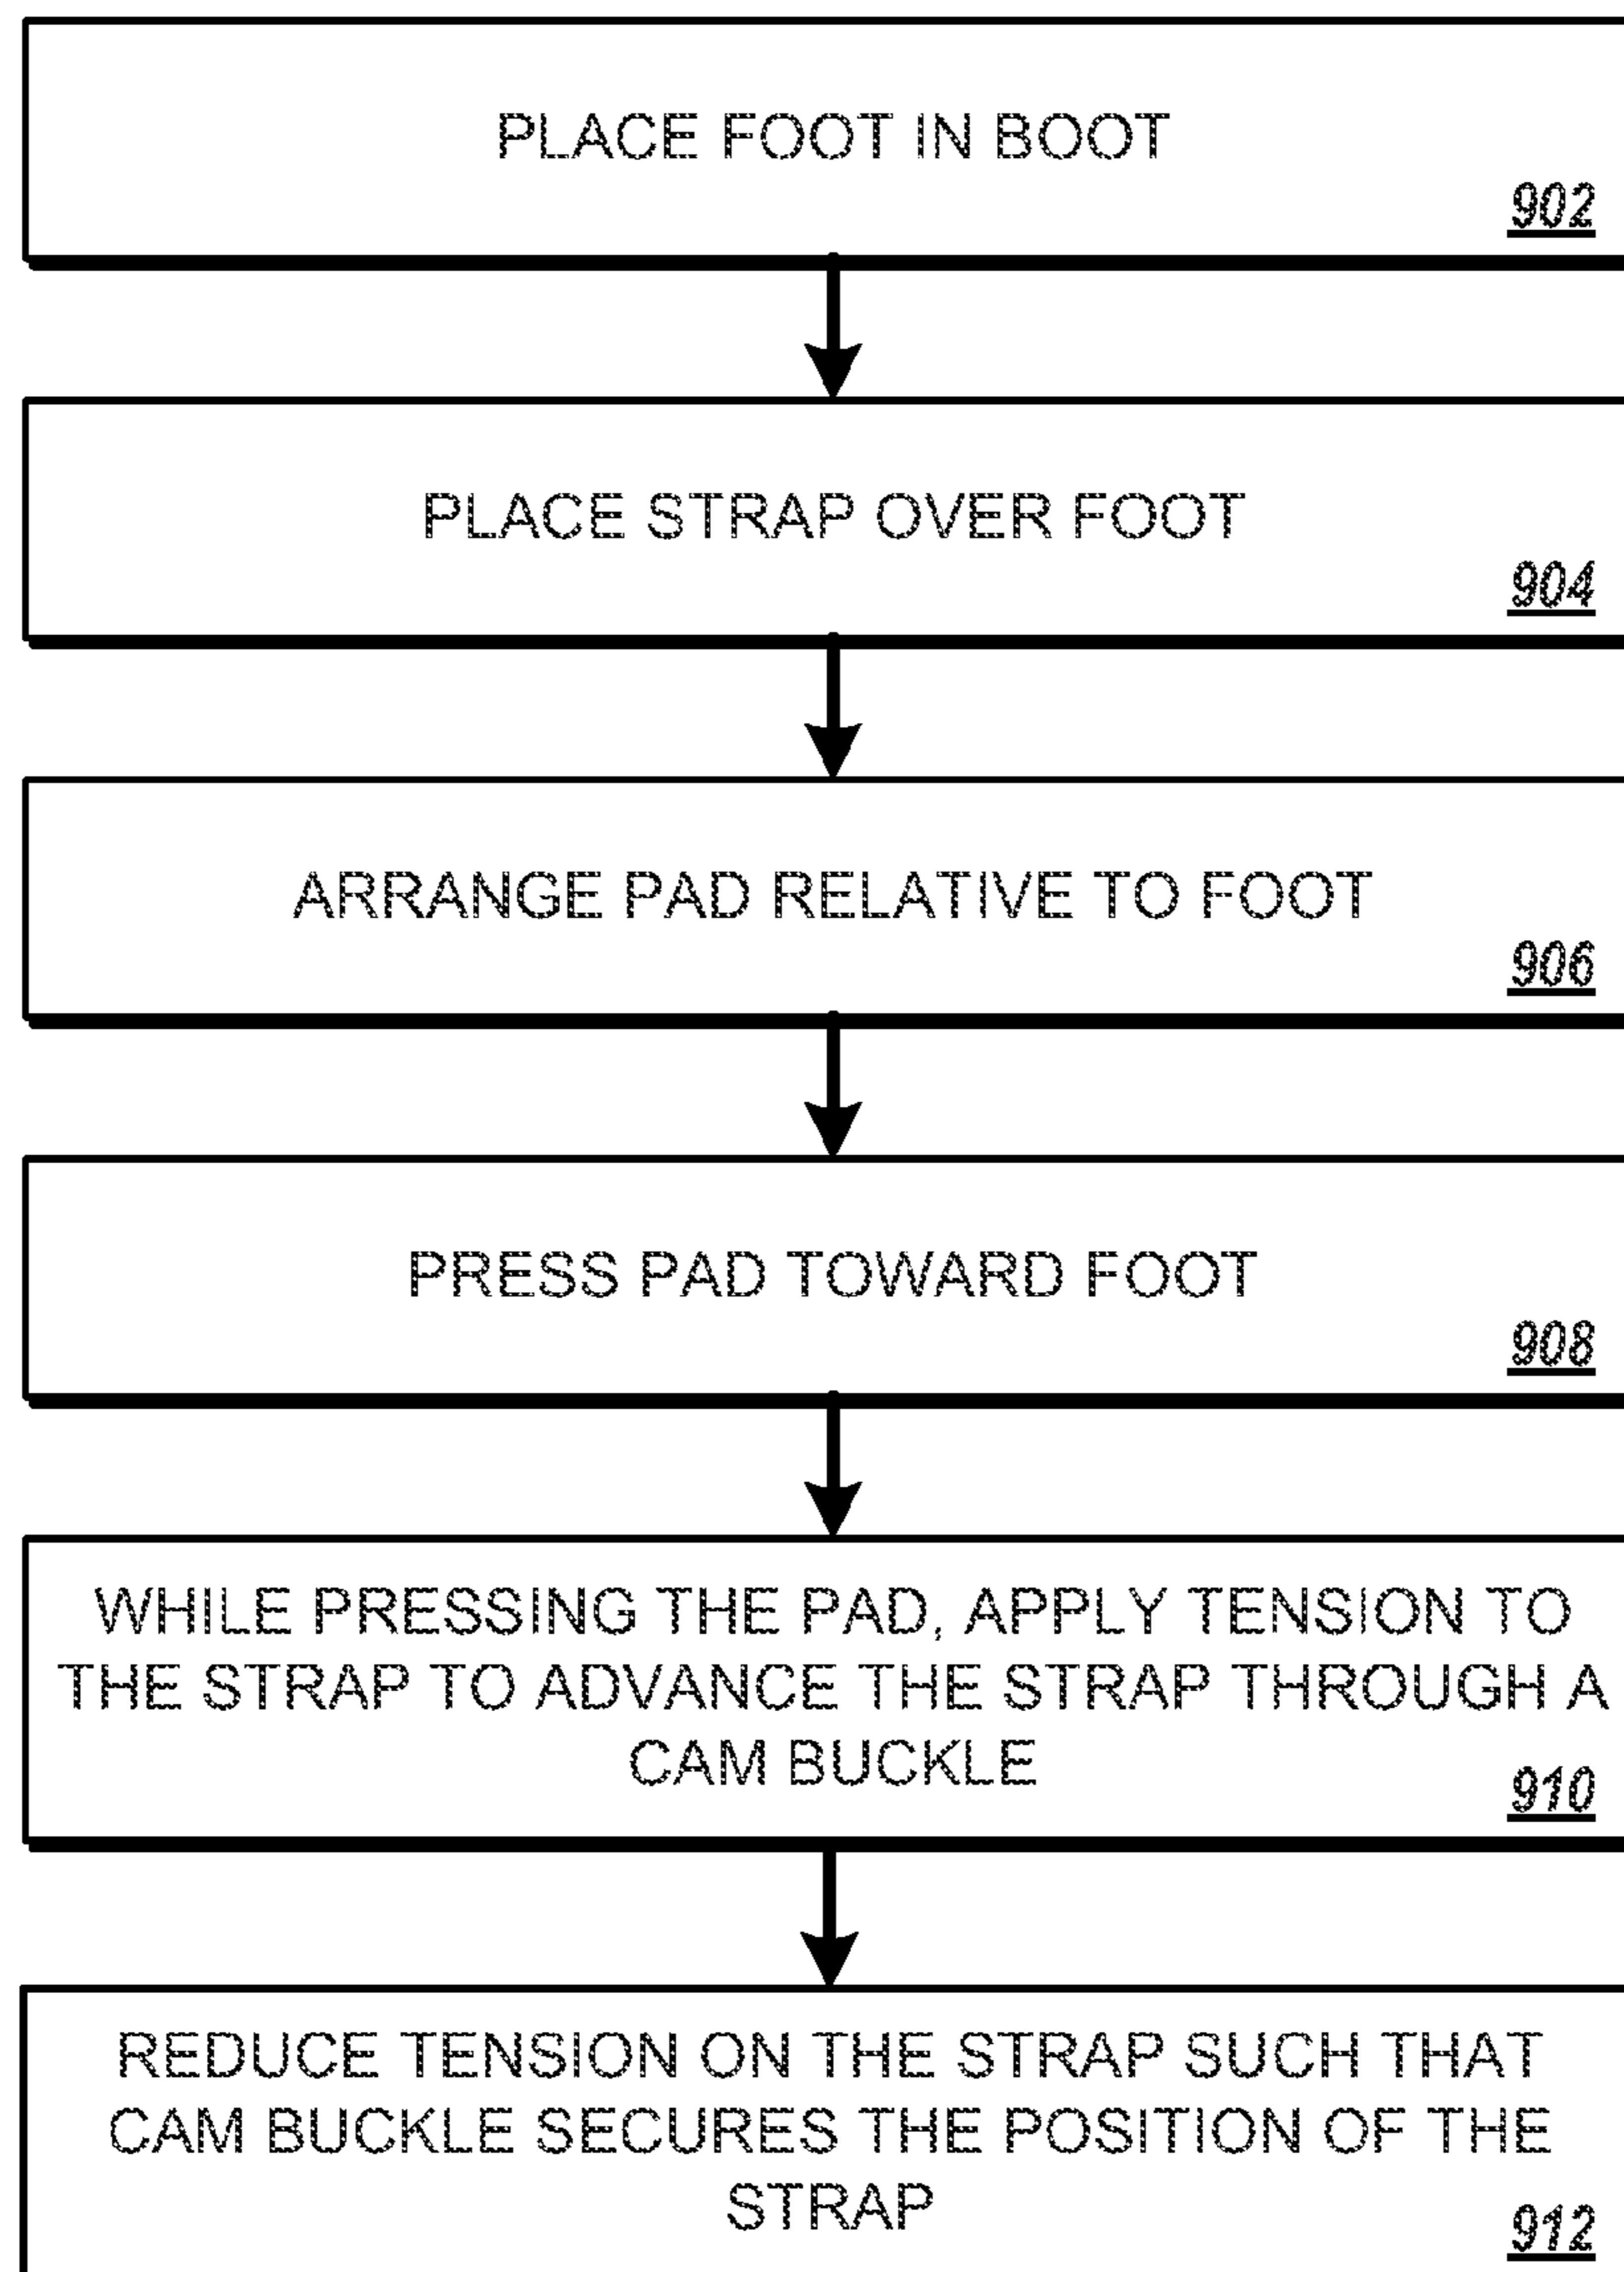 PLACE FOOT IN BOOT
902
PLACE STRAP OVER FOOT
904
ARRANGE PAD RELATIVE TO FOOT
906
PRESS PAD TOWARD FOOT
908
WHILE PRESSING THE PAD, APPLY TENSION TO
THE STRAP TO ADVANCE THE STRAP THROUGH A
CAM BUCKLE
910
REDUCE TENSION ON THE STRAP SUCH THAT
CAM BUCKLE SECURES THE POSITION OF THE
STRAP
912